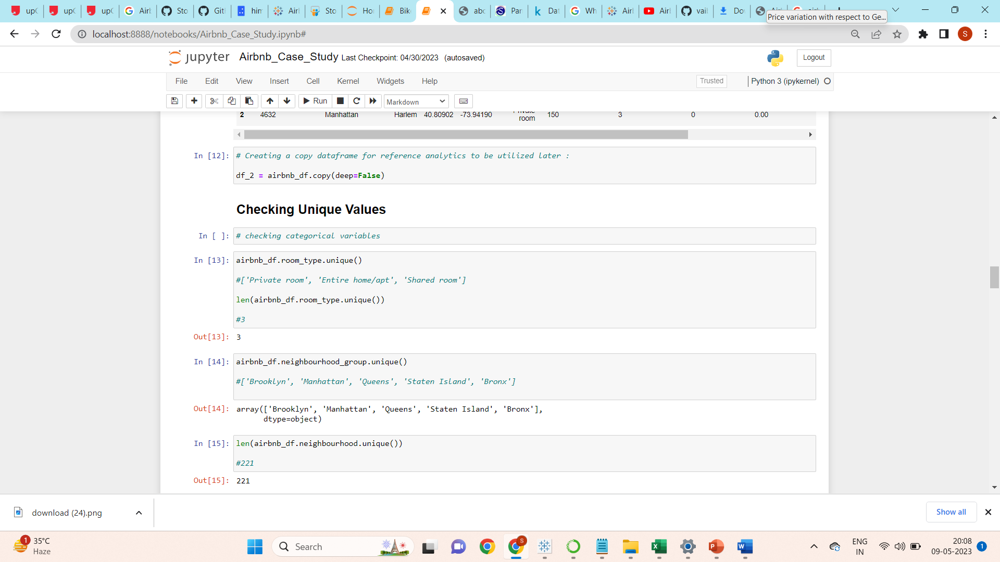 upG
upG
upG
Airb
Sto
Git
him
Airl
Sto
Ho
Bik
abc
Par
Dat
Wh
Airl
Airl
vail
Do
Price variation with respect to Ge...
localhost:8888/notebooks/Airbnb_Case_Study.ipynb#
S
jupyter Airbnb_Case_Study Last Checkpoint: 04/30/2023 (autosaved)
Logout
File Edit View Insert Cell Kernel Widgets Help
Trusted
Python 3 (ipykernel)
Run
Markdown
2 4632 Manhattan Harlem 40.80902 -73.94190 Private room 150 3 0 0.00
In [12]: # Creating a copy dataframe for reference analytics to be utilized later :
df_2 = airbnb_df.copy(deep=False)
Checking Unique Values
In [ ]: # checking categorical variables
In [13]: airbnb_df.room_type.unique()
#['Private room', 'Entire home/apt', 'Shared room']
len(airbnb_df.room_type.unique())
#3
Out[13]: 3
In [14]: airbnb_df.neighbourhood_group.unique()
#['Brooklyn', 'Manhattan', 'Queens', 'Staten Island', 'Bronx']
Out[14]: array(['Brooklyn', 'Manhattan', 'Queens', 'Staten Island', 'Bronx'],
dtype=object)
In [15]: len(airbnb_df.neighbourhood.unique())
#221
Out[15]: 221
download (24).png
Show all
1
35°C
Haze
Search
S
ENG
IN
20:08
09-05-2023
1